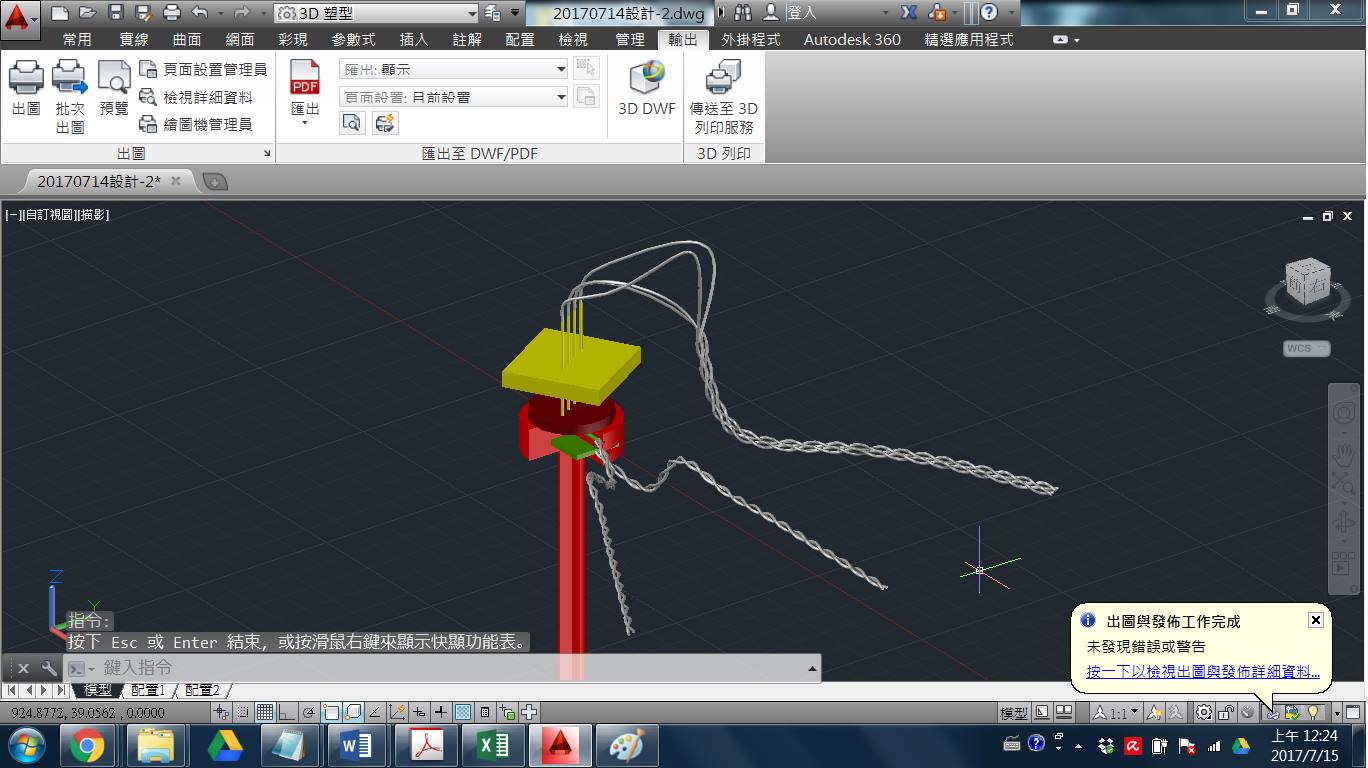 3D 塑型
20170714設計-2.dwg
登入
常用 實線 曲面 網面 彩現 參數式 插入 註解 配置 檢視 管理 輸出 外掛程式 Autodesk 360 精選應用程式
出圖
批次
出圖
預覽
頁面設置管理員
檢視詳細資料
繪圖機管理員
PDF
匯出
匯出: 顯示
頁面設置: 目前設置
3D DWF
傳送至 3D
列印服務
出圖
匯出至 DWF/PDF
3D 列印
20170714設計-2*
[−][自訂視圖][描影]
右
WCS
Z
Y
指令:
按下 Esc 或 Enter 結束, 或按滑鼠右鍵來顯示快顯功能表。
鍵入指令
模型 配置1 配置2
出圖與發佈工作完成
未發現錯誤或警告
按一下以檢視出圖與發佈詳細資料...
924.8772, 39.0562 , 0.0000
模型
1:1
上午 12:24
2017/7/15